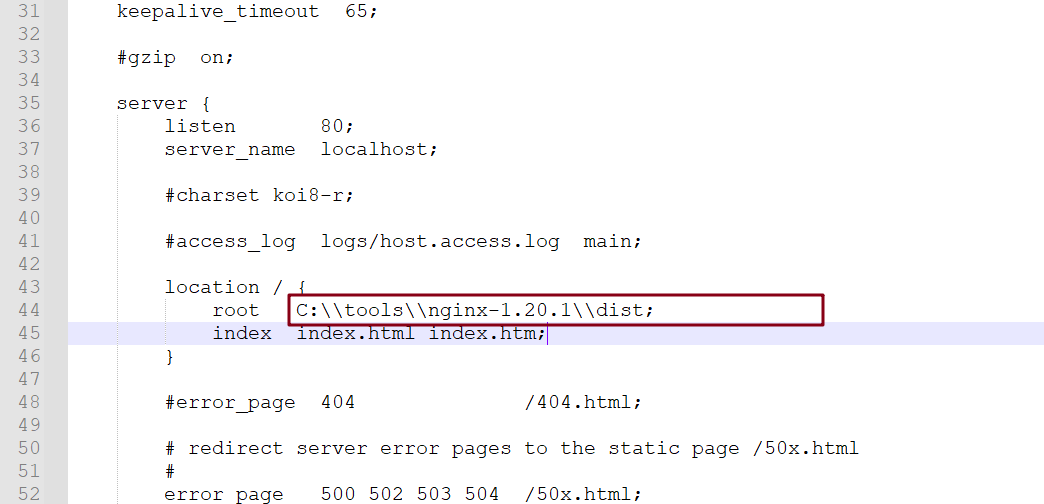 31 keepalive_timeout  65;
32
33 #gzip  on;
34
35 server {
36 listen       80;
37 server_name  localhost;
38
39 #charset koi8-r;
40
41 #access_log  logs/host.access.log  main;
42
43 location / {
44 root   C:\\tools\\nginx-1.20.1\\dist;
45 index  index.html index.htm;
46 }
47
48 #error_page  404              /404.html;
49
50 # redirect server error pages to the static page /50x.html
51 #
52 error_page   500 502 503 504  /50x.html;